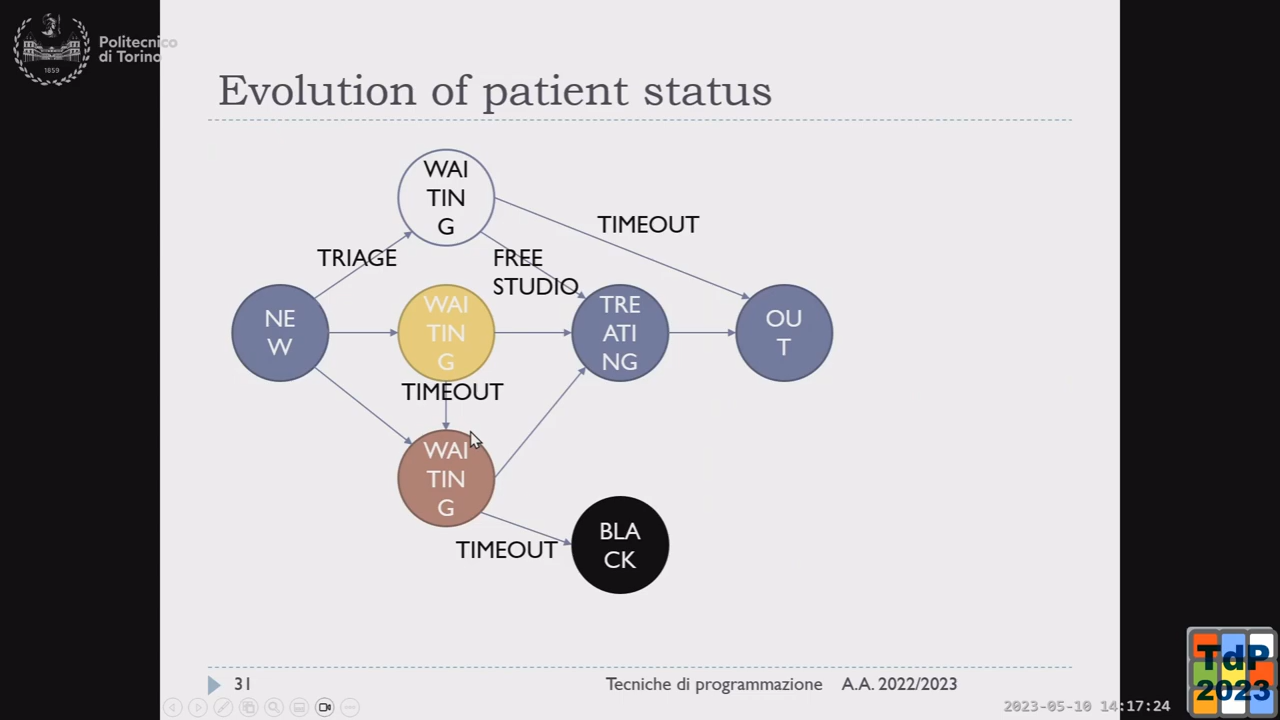 Politecnico
di Torino
1859
Evolution of patient status
WAI
TIN
G
TIMEOUT
TRIAGE
FREE
STUDIO
NE
W
WAI
TIN
G
TRE
ATI
NG
OU
T
TIMEOUT
WAI
TIN
G
BLA
CK
TIMEOUT
31
Tecniche di programmazione A.A. 2022/2023
TdP
2023
2023-05-10 14:17:24